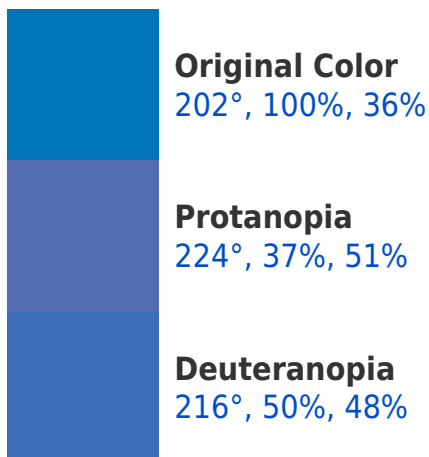 Original Color
202°, 100%, 36%
Protanopia
224°, 37%, 51%
Deuteranopia
216°, 50%, 48%